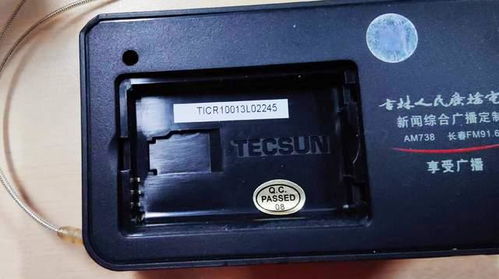 TICR10013L02245
TECSUN
Q.C.
PASSED
08
吉林人民广播电
新闻综合广播定制
AM738 长春FM91.6
享受广播